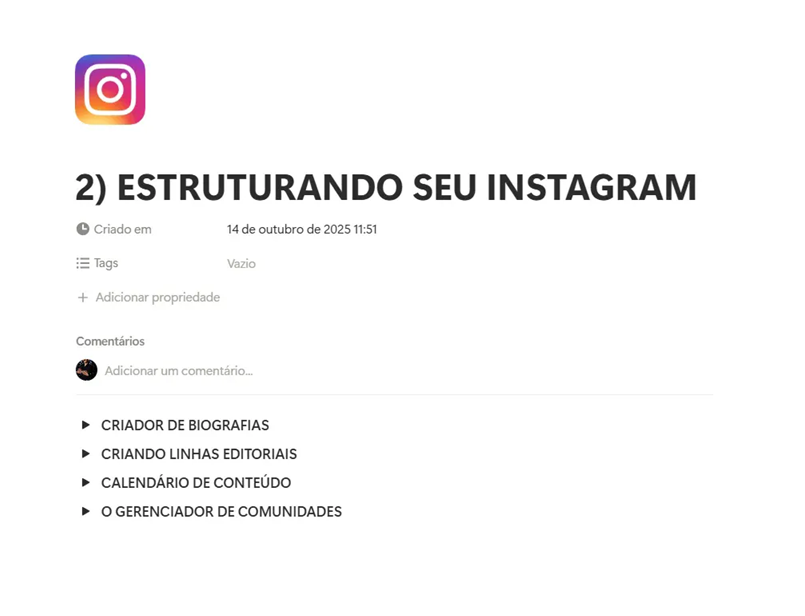 2) ESTRUTURANDO SEU INSTAGRAM
Criado em 14 de outubro de 2025 11:51
Tags Vazio
Adicionar propriedade
Comentários
Adicionar um comentário...
CRIADOR DE BIOGRAFIAS
CRIANDO LINHAS EDITORIAIS
CALENDÁRIO DE CONTEÚDO
O GERENCIADOR DE COMUNIDADES